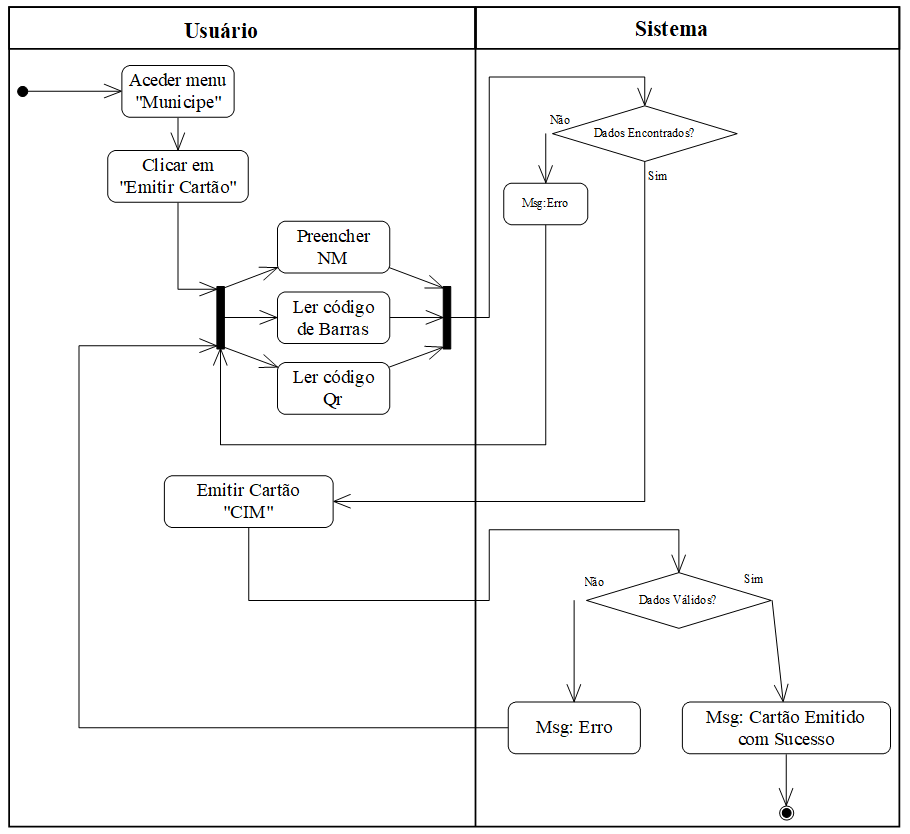 Usuário
Sistema
Aceder menu
"Municipe"
Clicar em
"Emitir Cartão"
Preencher
NM
Ler código
de Barras
Ler código
Qr
Dados Encontrados?
Não
Sim
Msg:Erro
Emitir Cartão
"CIM"
Dados Válidos?
Não
Sim
Msg: Erro
Msg: Cartão Emitido
com Sucesso